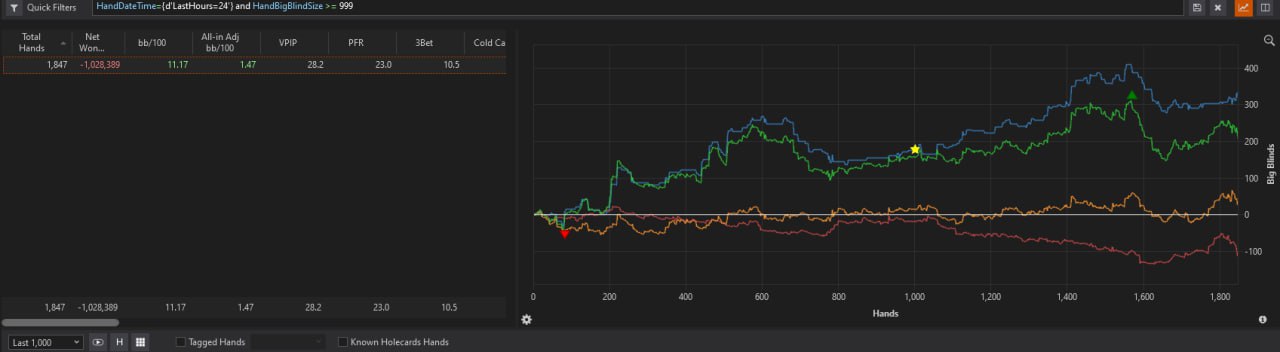 Quick Filters HandDateTime={d'LastHours=24'} and HandBigBlindSize >= 999
Total Hands Net Won... bb/100 All-in Adj bb/100 VPIP PFR 3Bet Cold Ca
1,847 -1,028,389 11.17 1.47 28.2 23.0 10.5
1,847 -1,028,389 11.17 1.47 28.2 23.0 10.5
400
300
200
100
0
-100
Big Blinds
0 200 400 600 800 1,000 1,200 1,400 1,600 1,800
Hands
Last 1,000 H Tagged Hands Known Holecards Hands